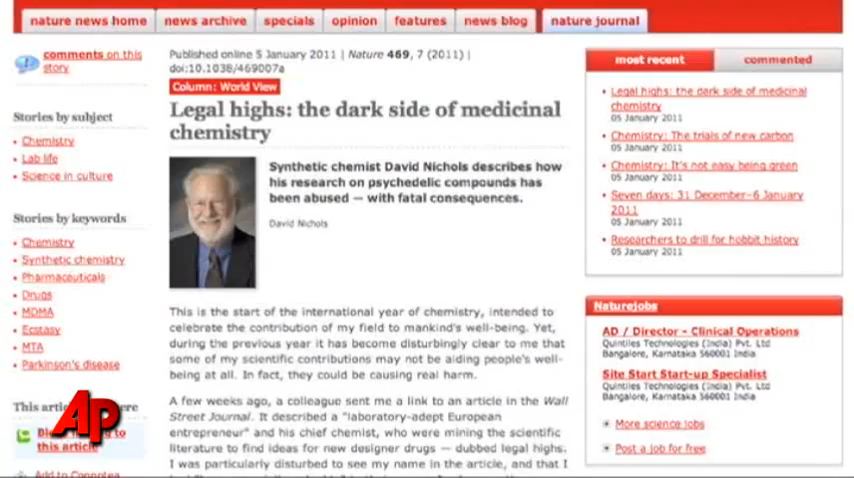 nature news home
news archive
specials
opinion
features
news blog
nature journal
comments on this
story
Stories by subject
Chemistry
Lab life
Science in culture
Stories by keywords
Chemistry
Synthetic chemistry
Pharmaceuticals
Drugs
MDMA
Ecstasy
MTA
Parkinson's disease
This article
AP
this article
Add to Connotea
Published online 5 January 2011 | Nature 469, 7 (2011) |
doi:10.1038/469007a
Column: World View
Legal highs: the dark side of medicinal
chemistry
Synthetic chemist David Nichols describes how
his research on psychedelic compounds has
been abused — with fatal consequences.
David Nichols
This is the start of the international year of chemistry, intended to
celebrate the contribution of my field to mankind's well-being. Yet,
during the previous year it has become disturbingly clear to me that
some of my scientific contributions may not be aiding people's well-
being at all. In fact, they could be causing real harm.
A few weeks ago, a colleague sent me a link to an article in the Wall
Street Journal. It described a "laboratory-adept European
entrepreneur" and his chief chemist, who were mining the scientific
literature to find ideas for new designer drugs — dubbed legal highs.
I was particularly disturbed to see my name in the article, and that I
most recent
commented
Legal highs: the dark side of medicinal
chemistry
05 January 2011
Chemistry: The trials of new carbon
05 January 2011
Chemistry: It's not easy being green
05 January 2011
Seven days: 31 December–6 January
2011
05 January 2011
Researchers to drill for hobbit history
05 January 2011
Naturejobs
AD / Director - Clinical Operations
Quintiles Technologies (India) Pvt. Ltd
Bangalore, Karnataka 560001 India
Site Start Start-up Specialist
Quintiles Technologies (India) Pvt. Ltd
Bangalore, Karnataka 560001 India
More science jobs
Post a job for free